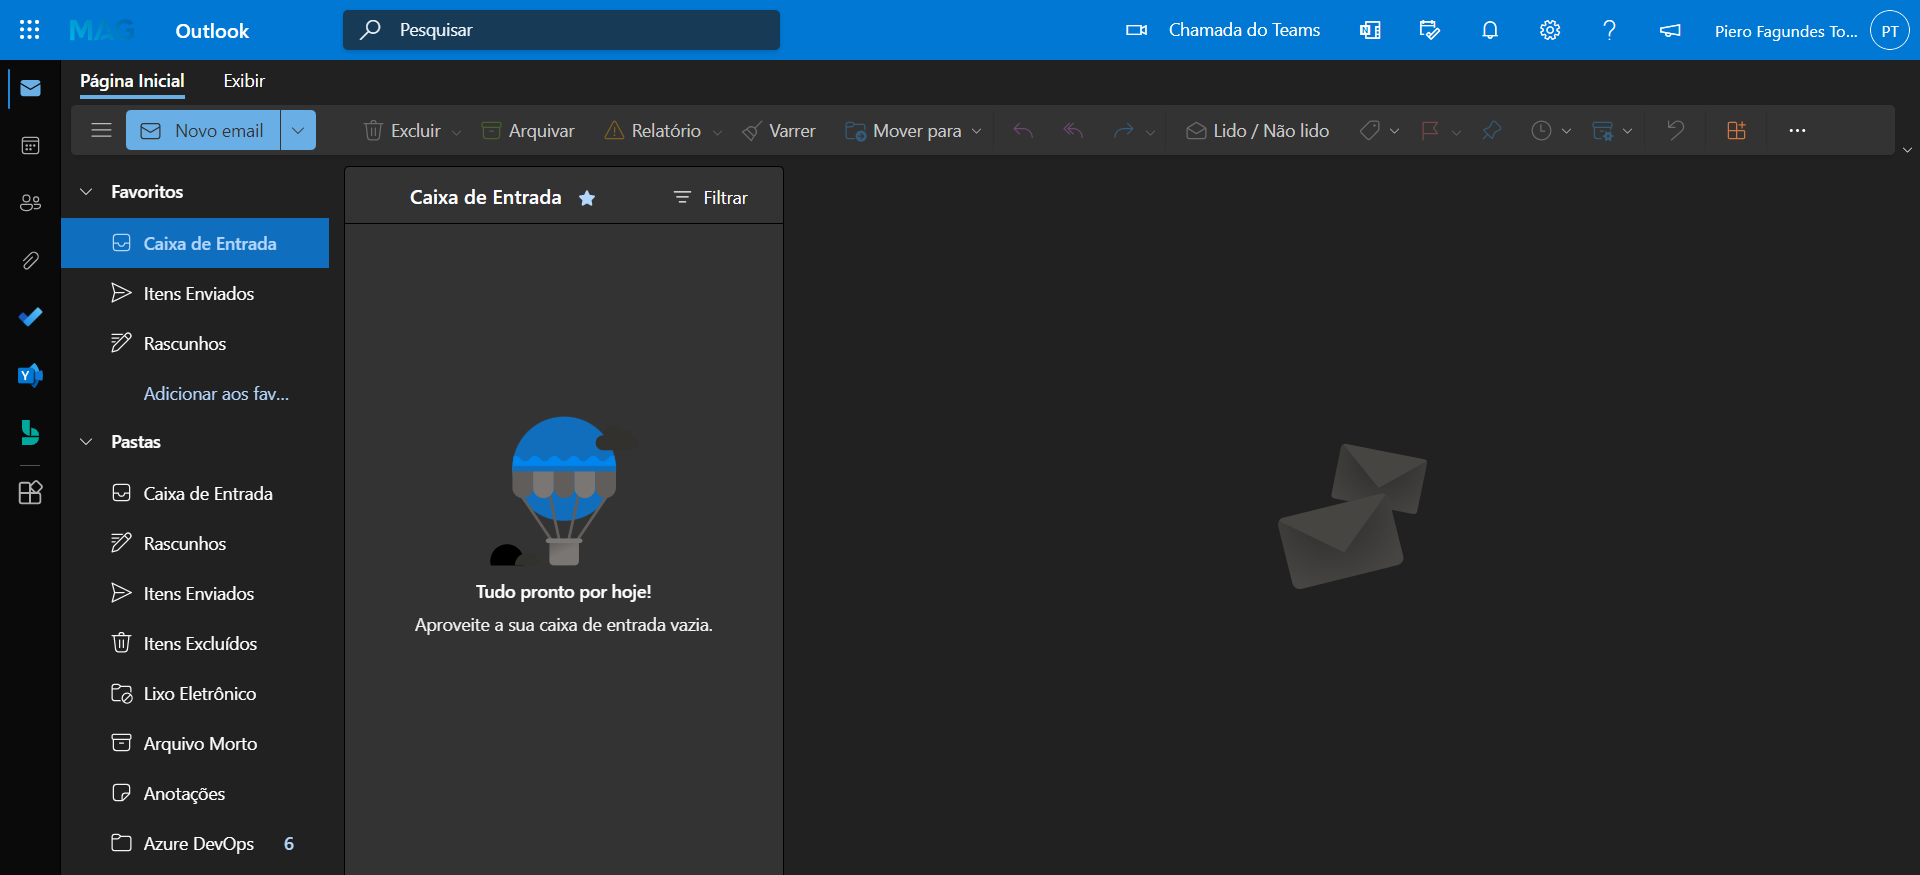 MAG
Outlook
Pesquisar
Chamada do Teams
Piero Fagundes To...
PT
Página Inicial
Exibir
Novo email
Excluir
Arquivar
Relatório
Varrer
Mover para
Lido / Não lido
Favoritos
Caixa de Entrada
Itens Enviados
Rascunhos
Adicionar aos fav...
Pastas
Caixa de Entrada
Rascunhos
Itens Enviados
Itens Excluídos
Lixo Eletrônico
Arquivo Morto
Anotações
Azure DevOps 6
Caixa de Entrada
Filtrar
Tudo pronto por hoje!
Aproveite a sua caixa de entrada vazia.